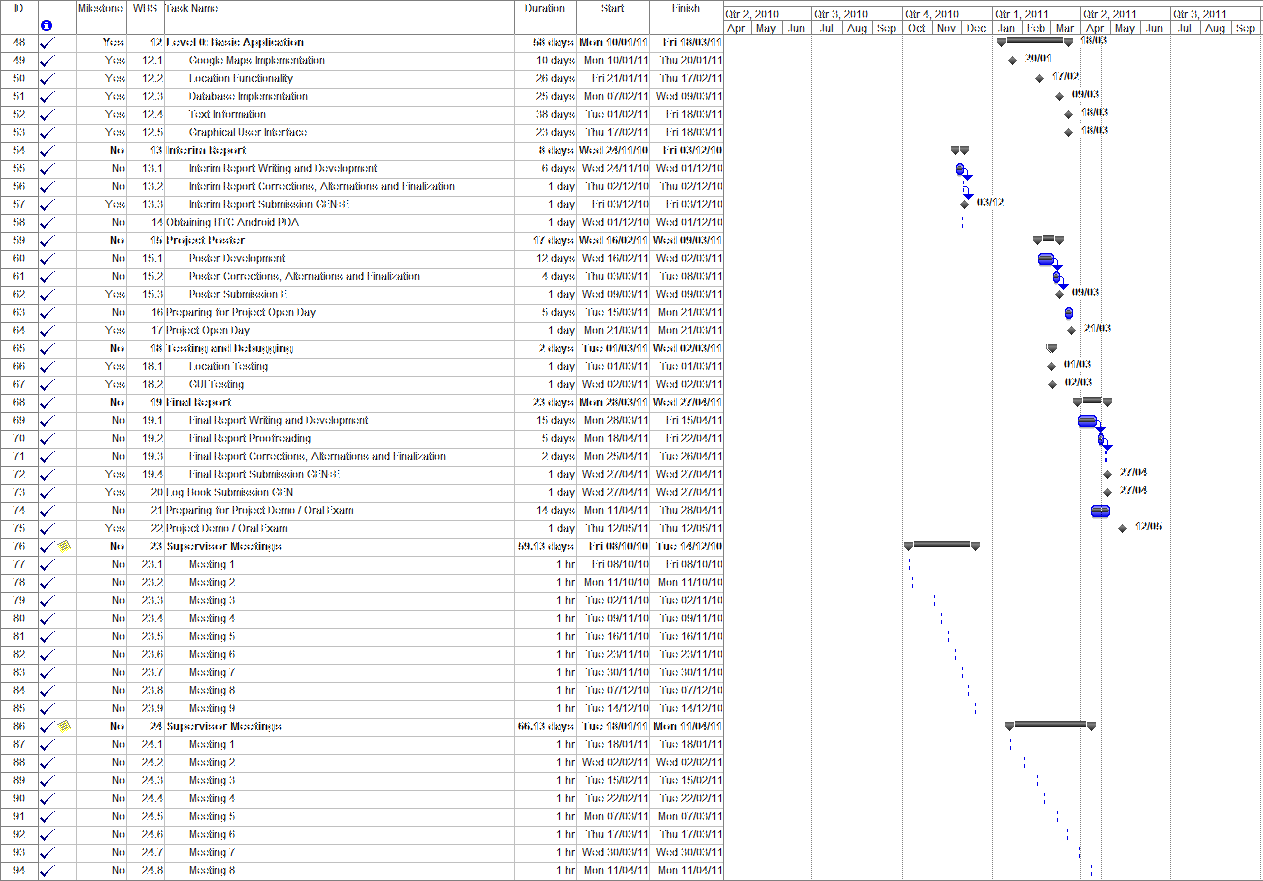 ID Milestone WBS Task Name Duration Start Finish Qtr 2, 2010 Qtr 3, 2010 Qtr 4, 2010 Qtr 1, 2011 Qtr 2, 2011 Qtr 3, 2011
Apr May Jun Jul Aug Sep Oct Nov Dec Jan Feb Mar Apr May Jun Jul Aug Sep
48 Yes 12 Level 0: Basic Application 58 days Mon 10/01/11 Fri 18/03/11 18/03
49 Yes 12.1 Google Maps Implementation 10 days Mon 10/01/11 Thu 20/01/11 20/01
50 Yes 12.2 Location Functionality 26 days Fri 21/01/11 Thu 17/02/11 17/02
51 Yes 12.3 Database Implementation 25 days Mon 07/02/11 Wed 09/03/11 09/03
52 Yes 12.4 Text Information 38 days Tue 01/02/11 Fri 18/03/11 18/03
53 Yes 12.5 Graphical User Interface 23 days Thu 17/02/11 Fri 18/03/11 18/03
54 No 13 Interim Report 8 days Wed 24/11/10 Fri 03/12/10
55 No 13.1 Interim Report Writing and Development 6 days Wed 24/11/10 Wed 01/12/10
56 No 13.2 Interim Report Corrections, Alternations and Finalization 1 day Thu 02/12/10 Thu 02/12/10
57 Yes 13.3 Interim Report Submission GEN&E 1 day Fri 03/12/10 Fri 03/12/10 03/12
58 No 14 Obtaining HTC Android PDA 1 day Wed 01/12/10 Wed 01/12/10
59 No 15 Project Poster 17 days Wed 16/02/11 Wed 09/03/11
60 No 15.1 Poster Development 12 days Wed 16/02/11 Wed 02/03/11
61 No 15.2 Poster Corrections, Alternations and Finalization 4 days Thu 03/03/11 Tue 08/03/11
62 Yes 15.3 Poster Submission E 1 day Wed 09/03/11 Wed 09/03/11 09/03
63 No 16 Preparing for Project Open Day 5 days Tue 15/03/11 Mon 21/03/11
64 Yes 17 Project Open Day 1 day Mon 21/03/11 Mon 21/03/11 21/03
65 No 18 Testing and Debugging 2 days Tue 01/03/11 Wed 02/03/11
66 Yes 18.1 Location Testing 1 day Tue 01/03/11 Tue 01/03/11 01/03
67 Yes 18.2 GUI Testing 1 day Wed 02/03/11 Wed 02/03/11 02/03
68 No 19 Final Report 23 days Mon 28/03/11 Wed 27/04/11
69 No 19.1 Final Report Writing and Development 15 days Mon 28/03/11 Fri 15/04/11
70 No 19.2 Final Report Proofreading 5 days Mon 18/04/11 Fri 22/04/11
71 No 19.3 Final Report Corrections, Alternations and Finalization 2 days Mon 25/04/11 Tue 26/04/11
72 Yes 19.4 Final Report Submission GEN&E 1 day Wed 27/04/11 Wed 27/04/11 27/04
73 Yes 20 Log Book Submission GEN 1 day Wed 27/04/11 Wed 27/04/11 27/04
74 No 21 Preparing for Project Demo / Oral Exam 14 days Mon 11/04/11 Thu 28/04/11
75 Yes 22 Project Demo / Oral Exam 1 day Thu 12/05/11 Thu 12/05/11 12/05
76 No 23 Supervisor Meetings 59.13 days Fri 08/10/10 Tue 14/12/10
77 No 23.1 Meeting 1 1 hr Fri 08/10/10 Fri 08/10/10
78 No 23.2 Meeting 2 1 hr Mon 11/10/10 Mon 11/10/10
79 No 23.3 Meeting 3 1 hr Tue 02/11/10 Tue 02/11/10
80 No 23.4 Meeting 4 1 hr Tue 09/11/10 Tue 09/11/10
81 No 23.5 Meeting 5 1 hr Tue 16/11/10 Tue 16/11/10
82 No 23.6 Meeting 6 1 hr Tue 23/11/10 Tue 23/11/10
83 No 23.7 Meeting 7 1 hr Tue 30/11/10 Tue 30/11/10
84 No 23.8 Meeting 8 1 hr Tue 07/12/10 Tue 07/12/10
85 No 23.9 Meeting 9 1 hr Tue 14/12/10 Tue 14/12/10
86 No 24 Supervisor Meetings 66.13 days Tue 18/01/11 Mon 11/04/11
87 No 24.1 Meeting 1 1 hr Tue 18/01/11 Tue 18/01/11
88 No 24.2 Meeting 2 1 hr Wed 02/02/11 Wed 02/02/11
89 No 24.3 Meeting 3 1 hr Tue 15/02/11 Tue 15/02/11
90 No 24.4 Meeting 4 1 hr Tue 22/02/11 Tue 22/02/11
91 No 24.5 Meeting 5 1 hr Mon 07/03/11 Mon 07/03/11
92 No 24.6 Meeting 6 1 hr Thu 17/03/11 Thu 17/03/11
93 No 24.7 Meeting 7 1 hr Wed 30/03/11 Wed 30/03/11
94 No 24.8 Meeting 8 1 hr Mon 11/04/11 Mon 11/04/11